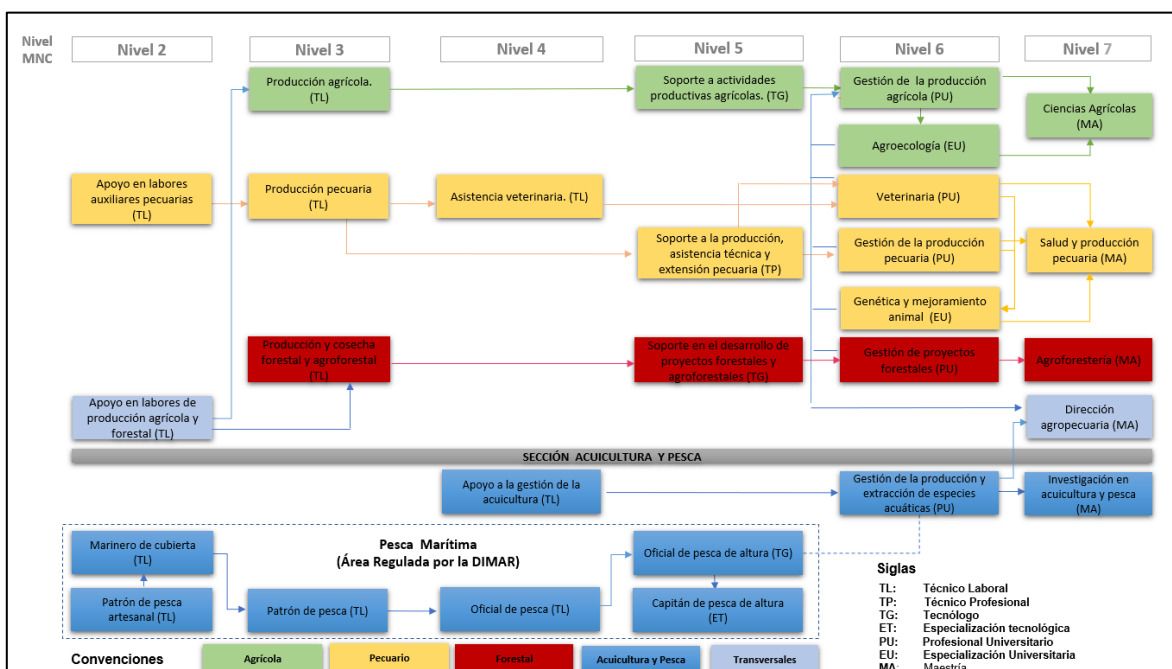 Nivel
MNC
Nivel 2
Nivel 3
Nivel 4
Nivel 5
Nivel 6
Nivel 7
Producción agrícola.
(TL)
Soporte a actividades
productivas agrícolas. (TG)
Gestión de la producción
agrícola (PU)
Ciencias Agrícolas
(MA)
Agroecología (EU)
Apoyo en labores
auxiliares pecuarias
(TL)
Producción pecuaria
(TL)
Asistencia veterinaria. (TL)
Veterinaria (PU)
Soporte a la producción,
asistencia técnica y
extensión pecuaria (TP)
Gestión de la producción
pecuaria (PU)
Salud y producción
pecuaria (MA)
Genética y mejoramiento
animal (EU)
Producción y cosecha
forestal y agroforestal
(TL)
Soporte en el desarrollo de
proyectos forestales y
agroforestales (TG)
Gestión de proyectos
forestales (PU)
Agroforestería (MA)
Apoyo en labores de
producción agrícola y
forestal (TL)
Dirección
agropecuaria (MA)
SECCIÓN ACUICULTURA Y PESCA
Apoyo a la gestión de la
acuicultura (TL)
Gestión de la producción y
extracción de especies
acuáticas (PU)
Investigación en
acuicultura y pesca
(MA)
Marinero de cubierta
(TL)
Pesca Marítima
(Área Regulada por la DIMAR)
Oficial de pesca de altura (TG)
Patrón de pesca
artesanal (TL)
Patrón de pesca (TL)
Oficial de pesca (TL)
Capitán de pesca de altura
(ET)
Siglas
TL: Técnico Laboral
TP: Técnico Profesional
TG: Tecnólogo
ET: Especialización tecnológica
PU: Profesional Universitario
EU: Especialización Universitaria
MA: Maestría
Convenciones
Agrícola
Pecuario
Forestal
Acuicultura y Pesca
Transversales